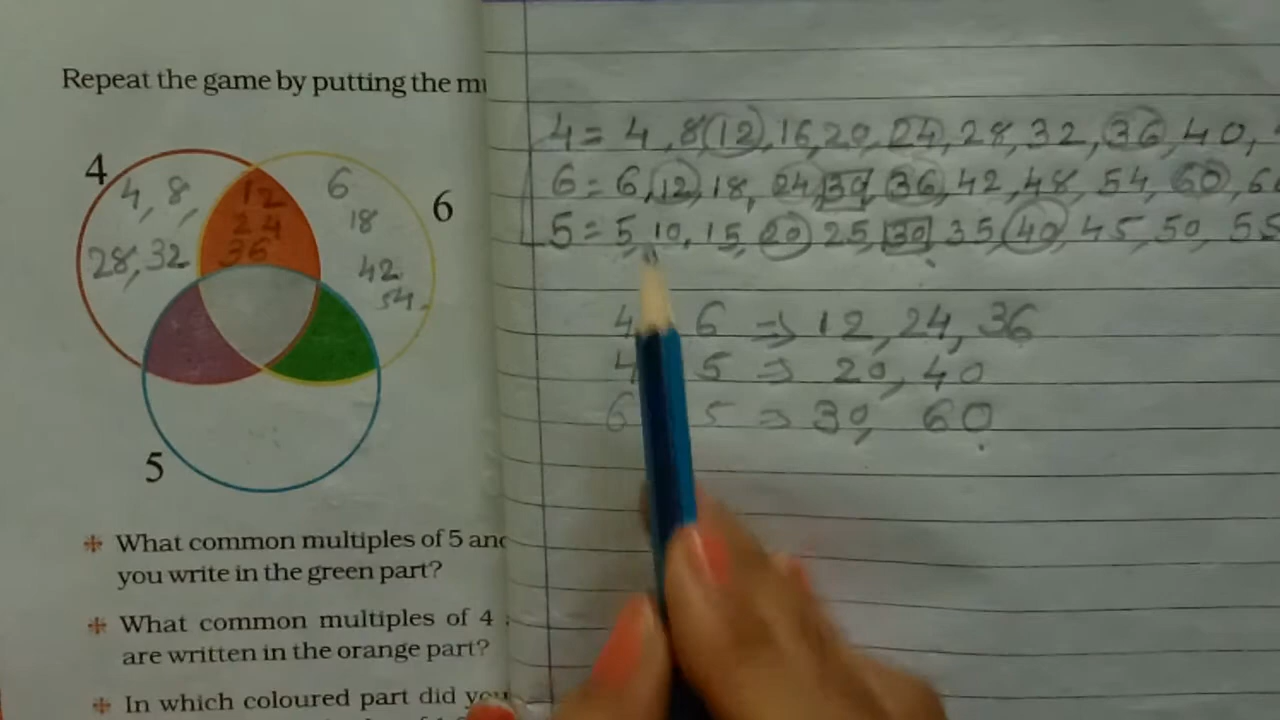 Repeat the game by putting the mu
4
4, 8,
28, 32
12
24
36
6
18
42
54
6
5
What common multiples of 5 and
you write in the green part?
What common multiples of 4
are written in the orange part?
In which coloured part did you
4 = 4, 8, 12, 16, 20, 24, 28, 32, 36, 40,
6 = 6, 12, 18, 24, 30, 36, 42, 48, 54, 60, 6
5 = 5, 10, 15, 20, 25, 30, 35, 40, 45, 50, 55
4 6 ⇒ 12, 24, 36
4 5 ⇒ 20, 40
6 5 ⇒ 30, 60